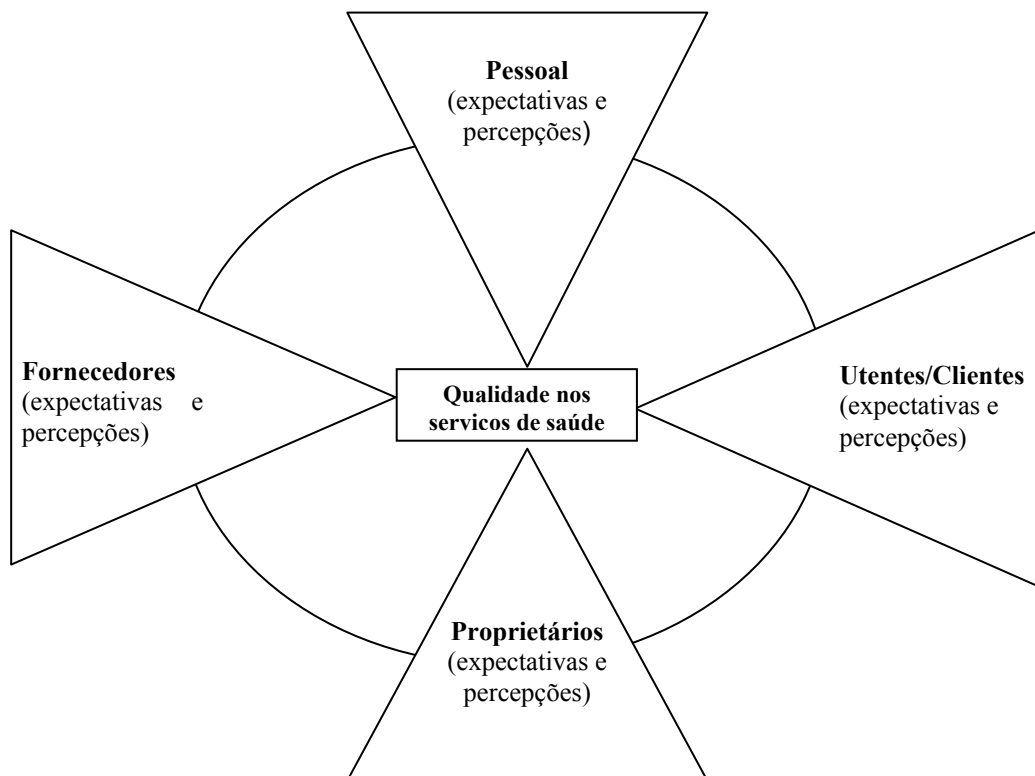 Pessoal
(expectativas e
percepções)
Fornecedores
(expectativas e
percepções)
Qualidade nos
servicos de saúde
Utentes/Clientes
(expectativas e
percepções)
Proprietários
(expectativas e
percepções)